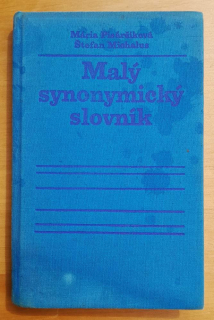 Mária Pisárčiková
Štefan Michalus
Malý
synonymický
slovník